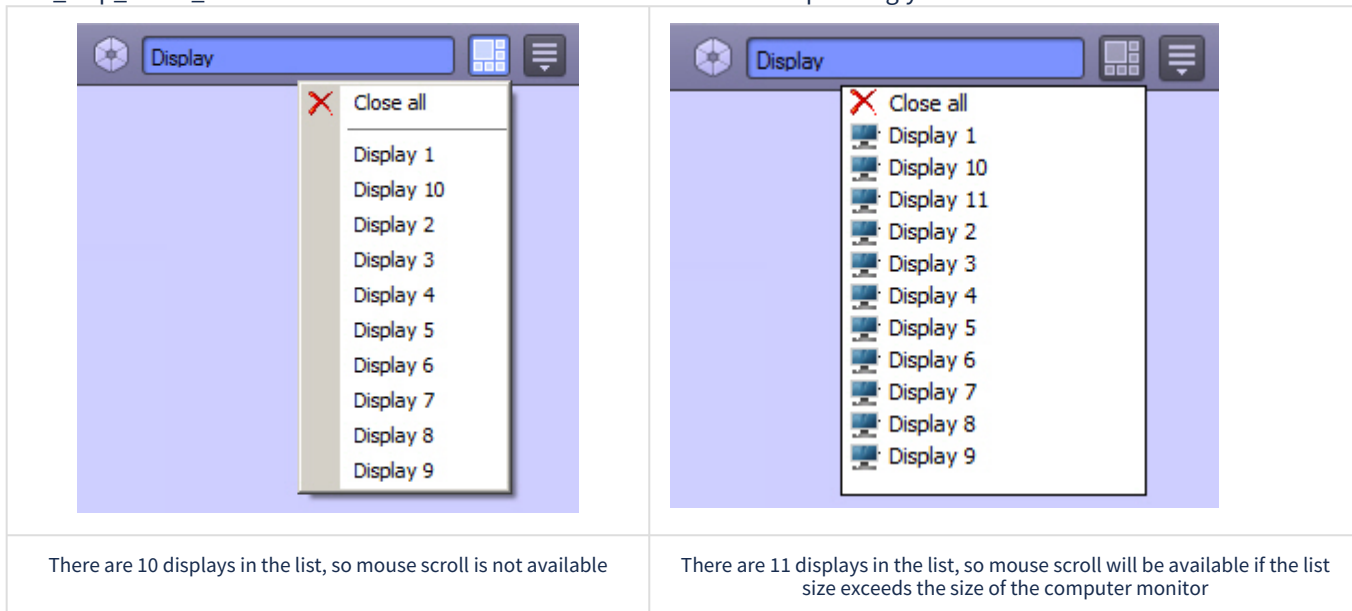 Display
Close all
Display 1
Display 10
Display 2
Display 3
Display 4
Display 5
Display 6
Display 7
Display 8
Display 9
There are 10 displays in the list, so mouse scroll is not available
Display
Close all
Display 1
Display 10
Display 11
Display 2
Display 3
Display 4
Display 5
Display 6
Display 7
Display 8
Display 9
There are 11 displays in the list, so mouse scroll will be available if the list
size exceeds the size of the computer monitor